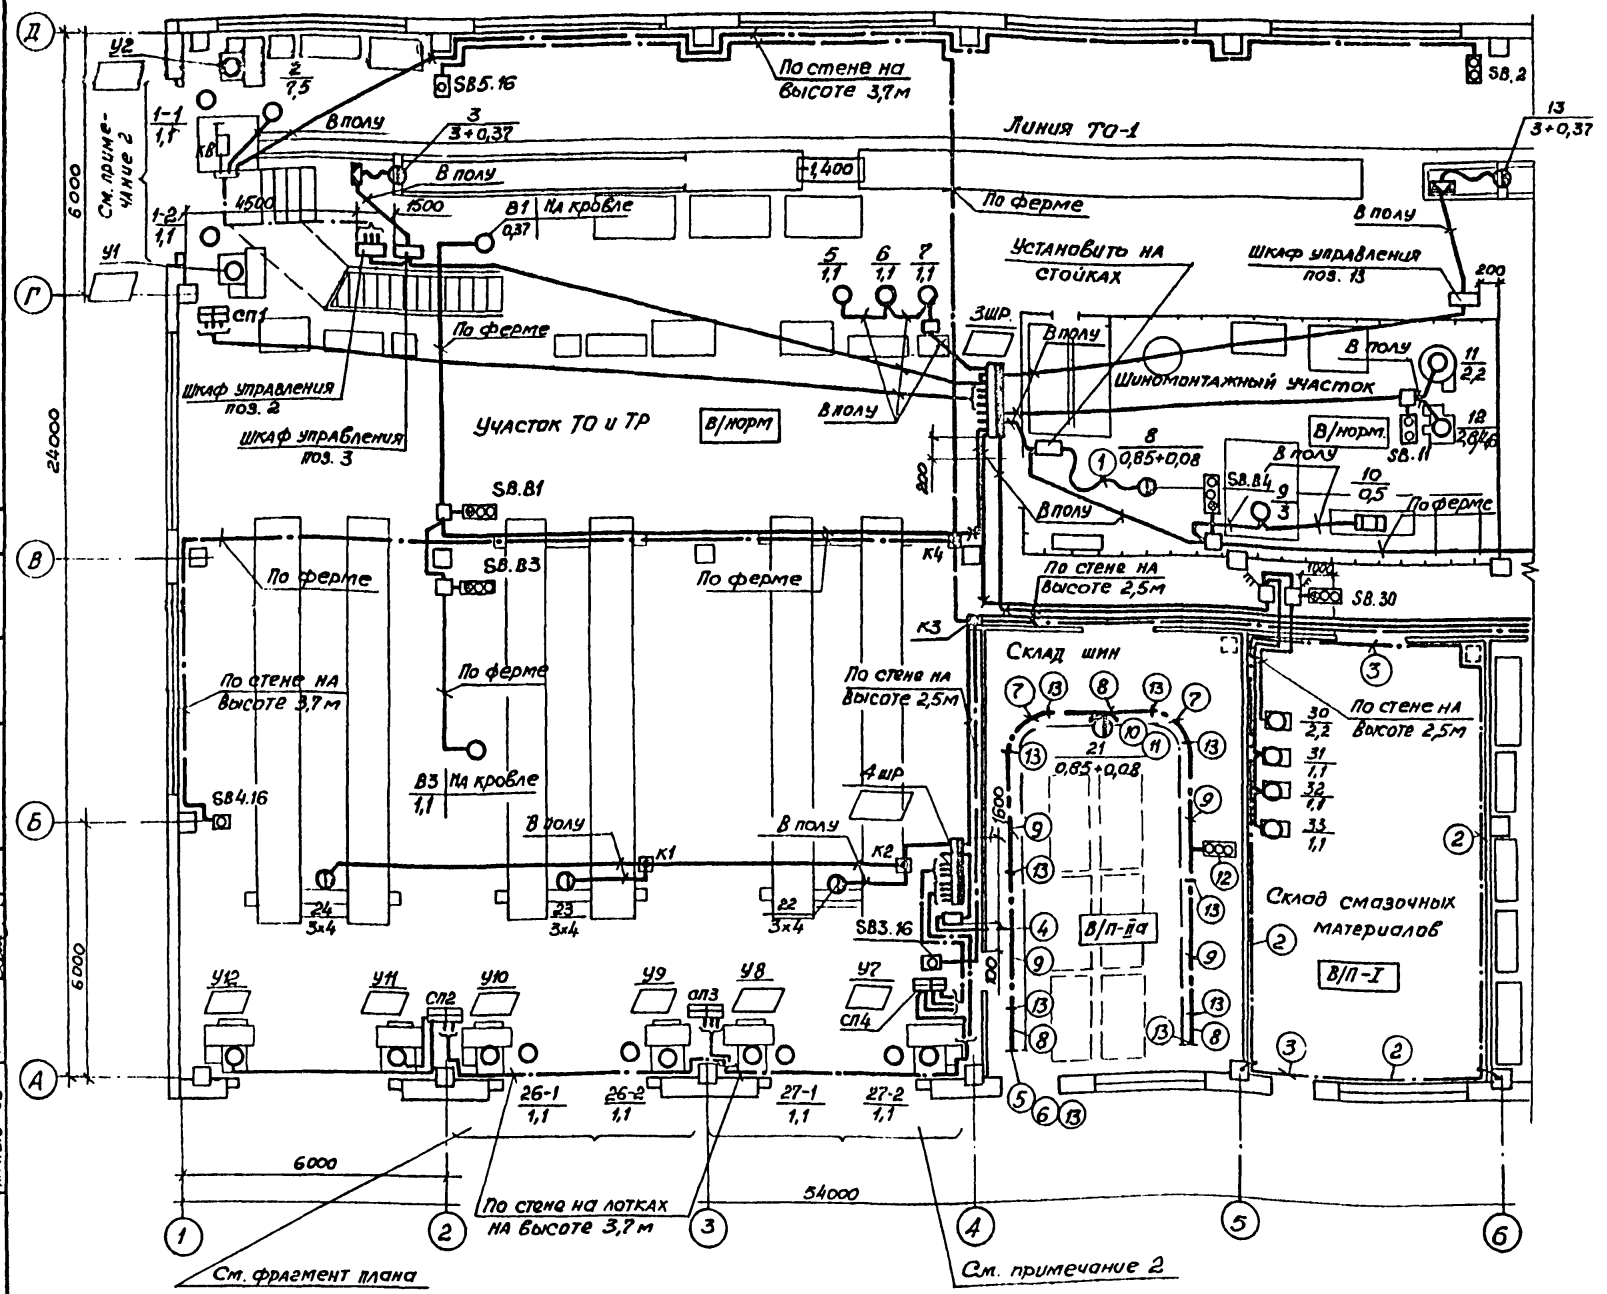 Д
У2
2
7,5
1-1
1,1
КВ
В полу
SB5.16
3
3+0,37
По стене на
высоте 3,7м
Линия ТО-1
SB.2
13
3+0,37
6000
См. приме-
чание 2
4500
1500
В полу
-1,400
1-2
1,1
В1
0,37
На кровле
По ферме
В полу
У1
5
1,1
6
1,1
7
1,1
Установить на
стойках
Шкаф управления
поз. 13
200
Г
СП1
По ферме
3шр.
В полу
В полу
11
2,2
Шкаф управления
поз. 2
Шиномонтажный участок
В полу
Участок ТО и ТР
В/норм
В/норм.
12
SB.11
Шкаф управления
поз. 3
24000
200
8
0,85+0,08
1
В полу
SB.В4
9
3
10
0,5
SB.В1
В полу
По ферме
В
По ферме
SB.В3
По ферме
К4
По стене на
высоте 2,5м
1000
SB.30
К3
Склад шин
3
По стене на
высоте 3,7м
По ферме
По стене на
высоте 2,5м
7
13
8
13
7
10
11
13
13
30
2,2
По стене на
высоте 2,5м
21
0,85+0,08
31
1,1
32
1,1
33
1,1
В3
1,1
На кровле
4шр
SB4.16
1600
9
9
2
Б
В полу
К1
В полу
К2
13
12
24
3х4
23
3х4
22
3х4
SB3.16
13
Склад смазочных
материалов
4
В/П-IIа
2
9
9
В/П-I
6000
100
У12
У11
У10
У9
У8
У7
СП2
СП3
СП4
13
13
13
8
8
3
2
А
26-1
1,1
26-2
1,1
27-1
1,1
27-2
1,1
5
6
13
6000
54000
По стене на лотках
на высоте 3,7м
1
2
3
4
5
6
См. фрагмент плана
См. примечание 2